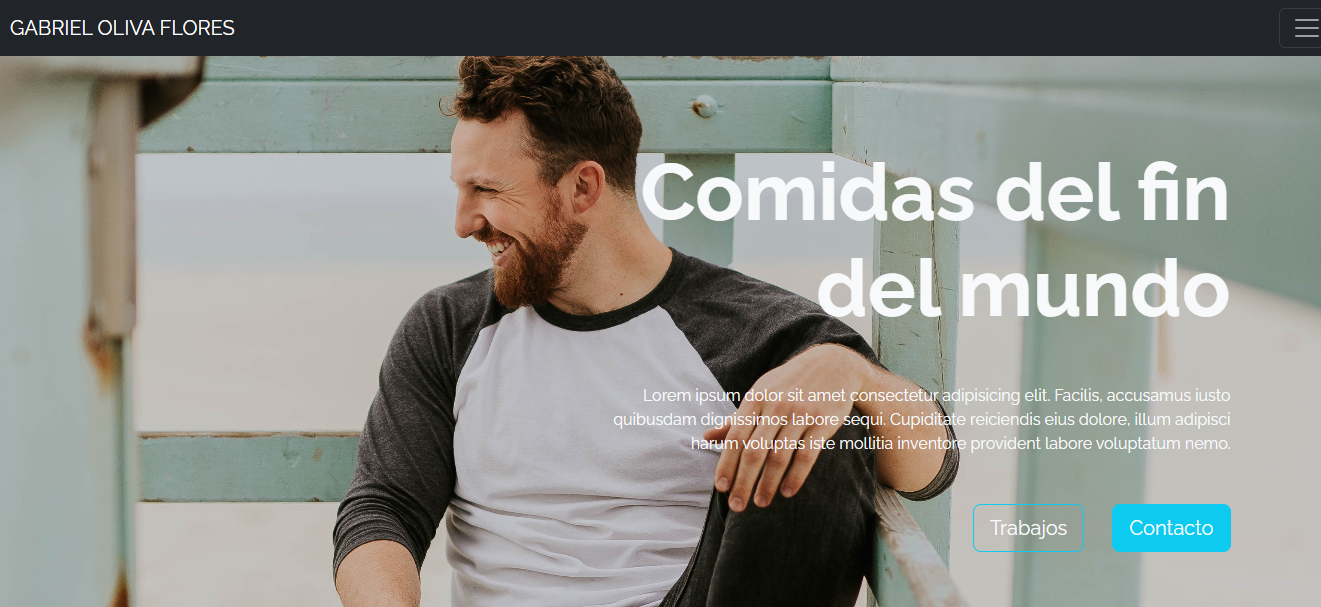 GABRIEL OLIVA FLORES
Comidas del fin
del mundo
Lorem ipsum dolor sit amet consectetur adipisicing elit. Facilis, accusamus iusto
quibusdam dignissimos labore sequi. Cupiditate reiciendis eius dolore, illum adipisci
harum voluptas iste mollitia inventore provident labore voluptatum nemo.
Trabajos
Contacto